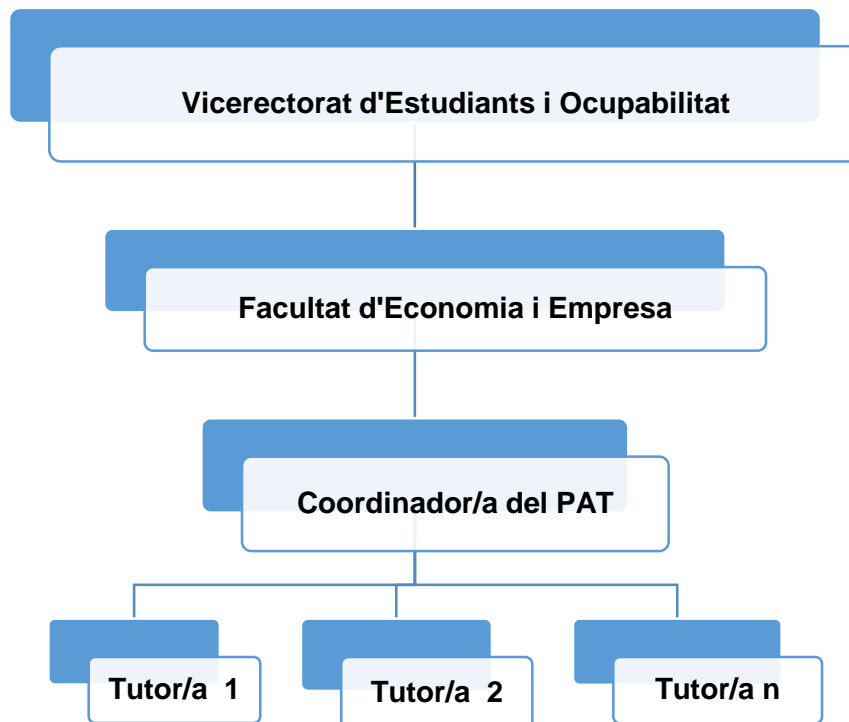 Vicerectorat d'Estudiants i Ocupabilitat
Facultat d'Economia i Empresa
Coordinador/a del PAT
Tutor/a 1
Tutor/a 2
Tutor/a n